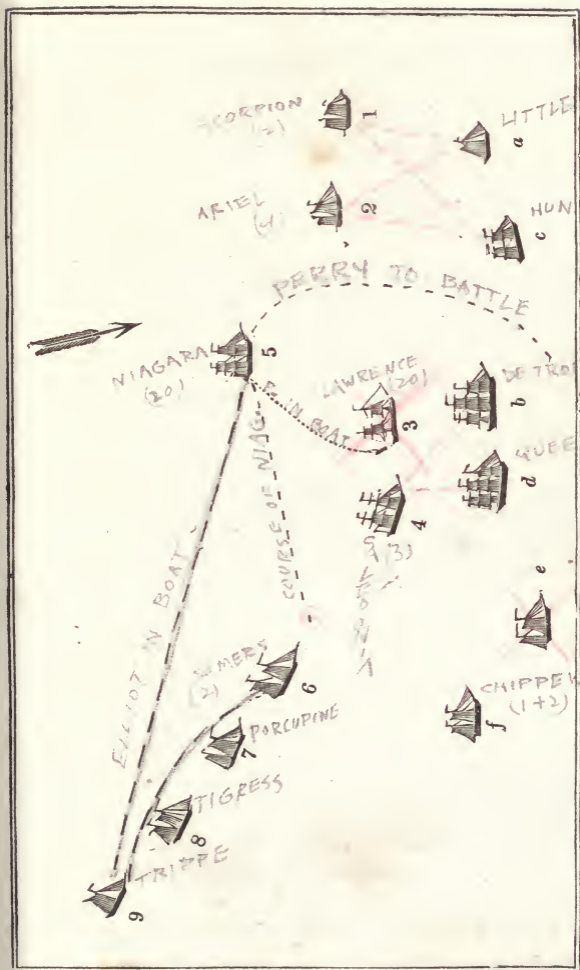 SCORPION
(2)
1
LITTLE
a
ARIEL
(4)
2
HUN
c
PERRY TO BATTLE
NIAGARA
(20)
5
LAWRENCE
(20)
3
IN BOAT
DETROI
b
QUEE
d
4
(3)
COURSE OF NIAG.
ELLIOT IN BOAT
SOMERS
(2)
6
PORCUPINE
7
TIGRESS
8
TRIPPE
9
e
CHIPPEW
(1+2)
f